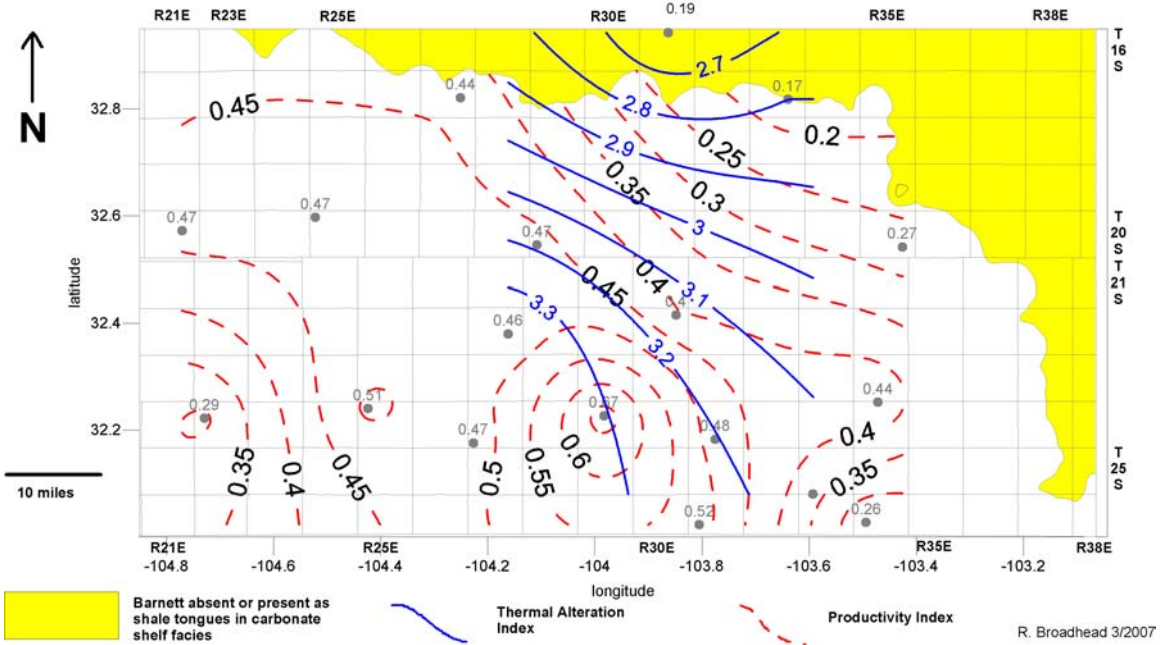 R21E R23E R25E R30E R35E R38E
0.19
T
16
S
N
32.8
32.6
32.4
32.2
latitude
0.45
0.44
2.7
2.8
0.17
0.2
2.9
0.25
0.35
0.3
0.47
0.47
0.47
3
0.27
T
20
S
T
21
S
0.45
0.4
3.1
3.3
0.46
3.2
0.29
0.51
0.44
0.47
0.48
0.6
0.4
0.35
0.4
0.45
0.5
0.55
0.35
0.52
0.26
T
25
S
10 miles
R21E R25E R30E R35E R38E
-104.8 -104.6 -104.4 -104.2 -104 -103.8 -103.6 -103.4 -103.2
longitude
Barnett absent or present as
shale tongues in carbonate
shelf facies
Thermal Alteration
Index
Productivity Index
R. Broadhead 3/2007